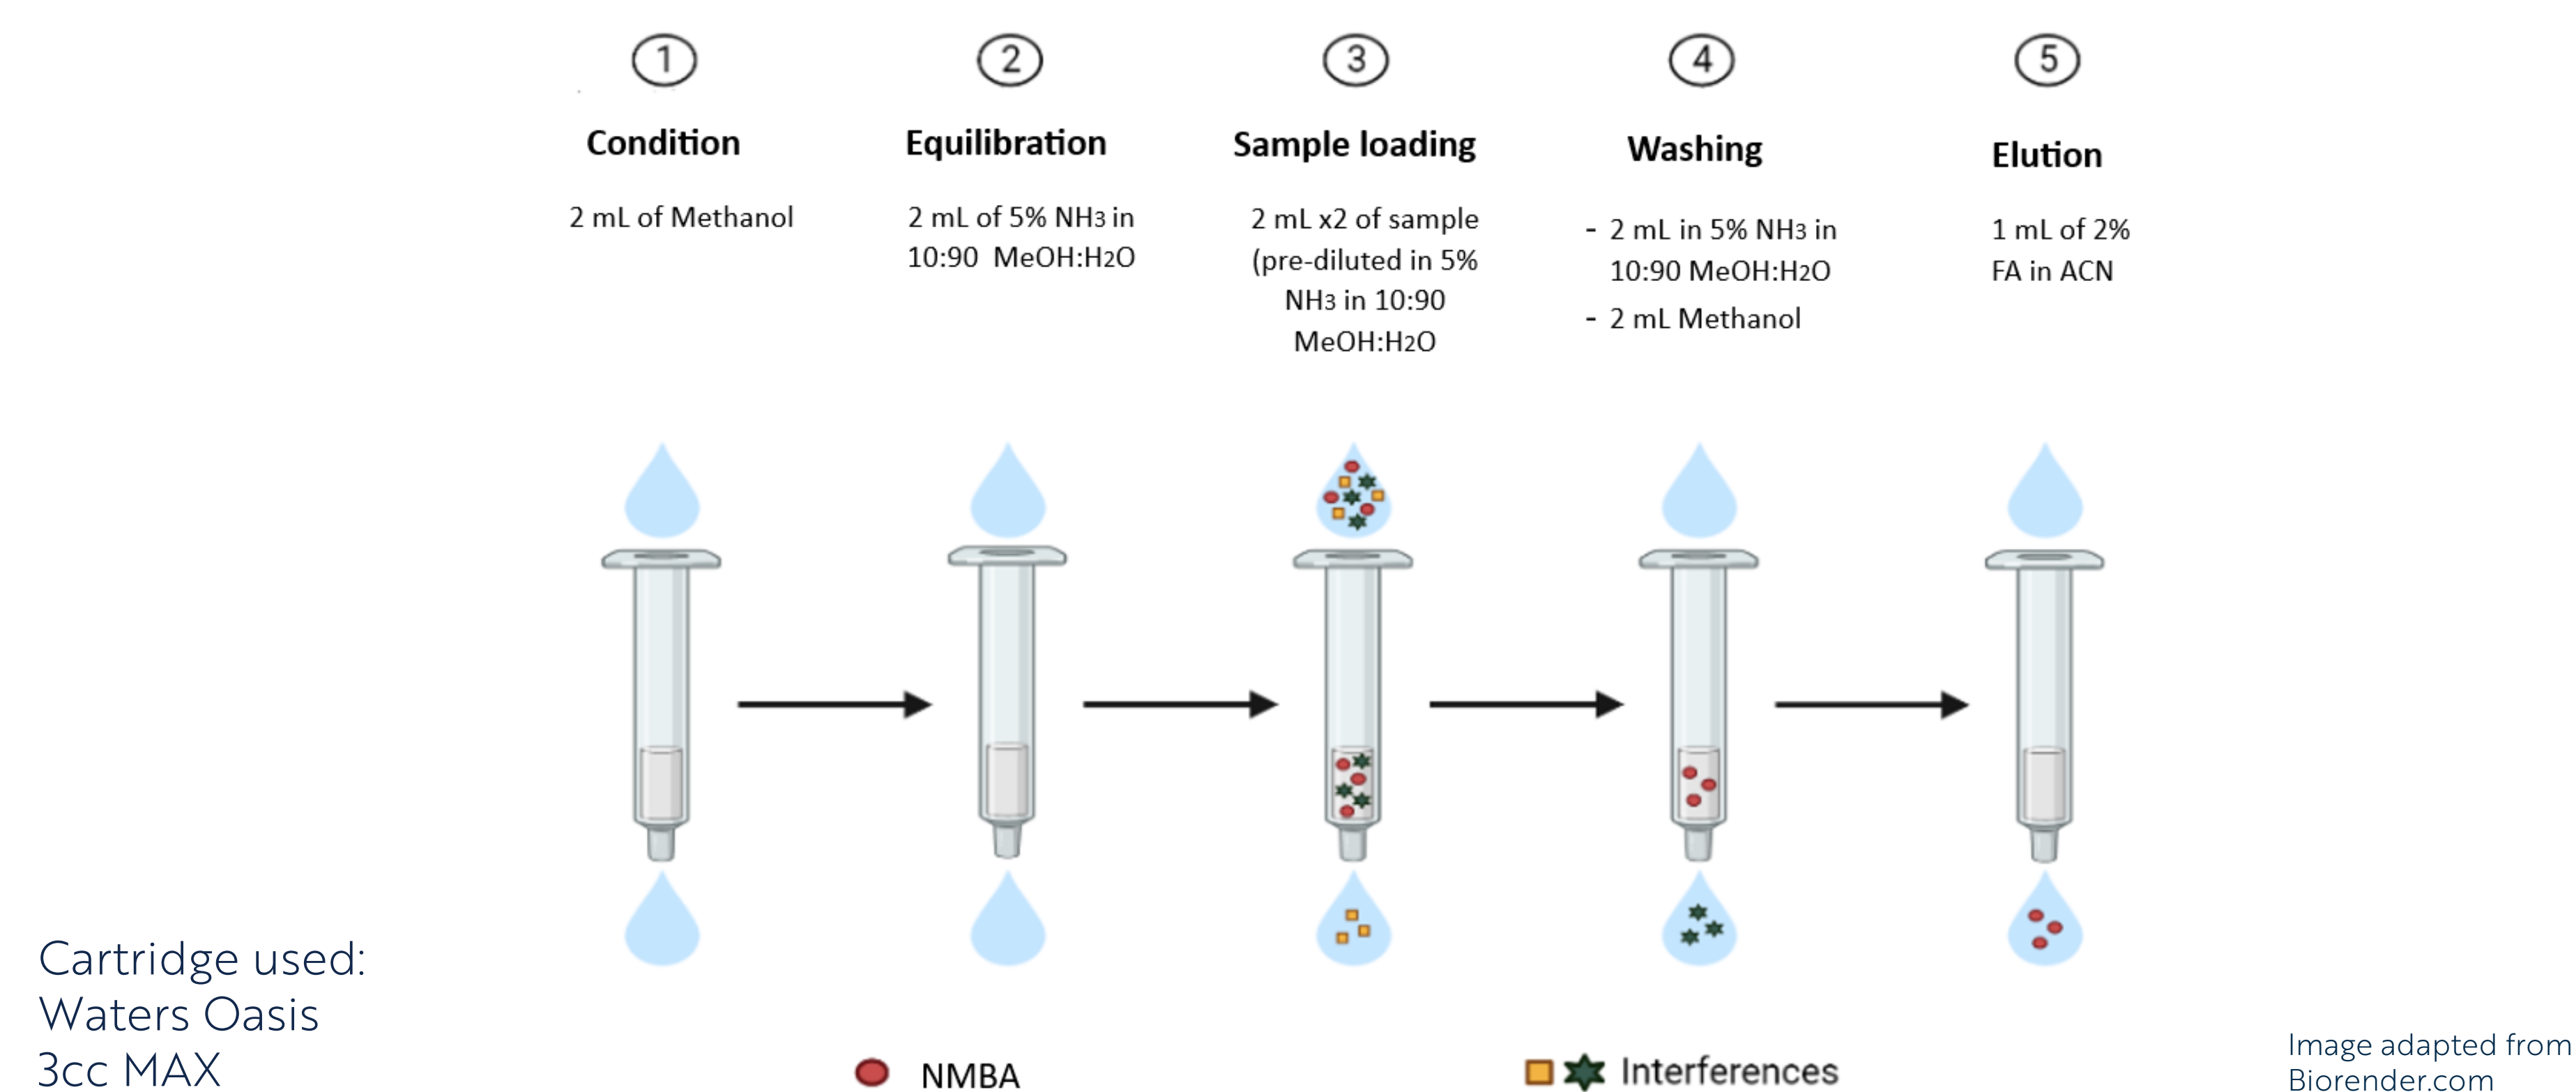 1
Condition
2 mL of Methanol
2
Equilibration
2 mL of 5% NH3 in
10:90 MeOH:H2O
3
Sample loading
2 mL x2 of sample
(pre-diluted in 5%
NH3 in 10:90
MeOH:H2O
4
Washing
- 2 mL in 5% NH3 in
10:90 MeOH:H2O
- 2 mL Methanol
5
Elution
1 mL of 2%
FA in ACN
Cartridge used:
Waters Oasis
3cc MAX
NMBA
Interferences
Image adapted from
Biorender.com